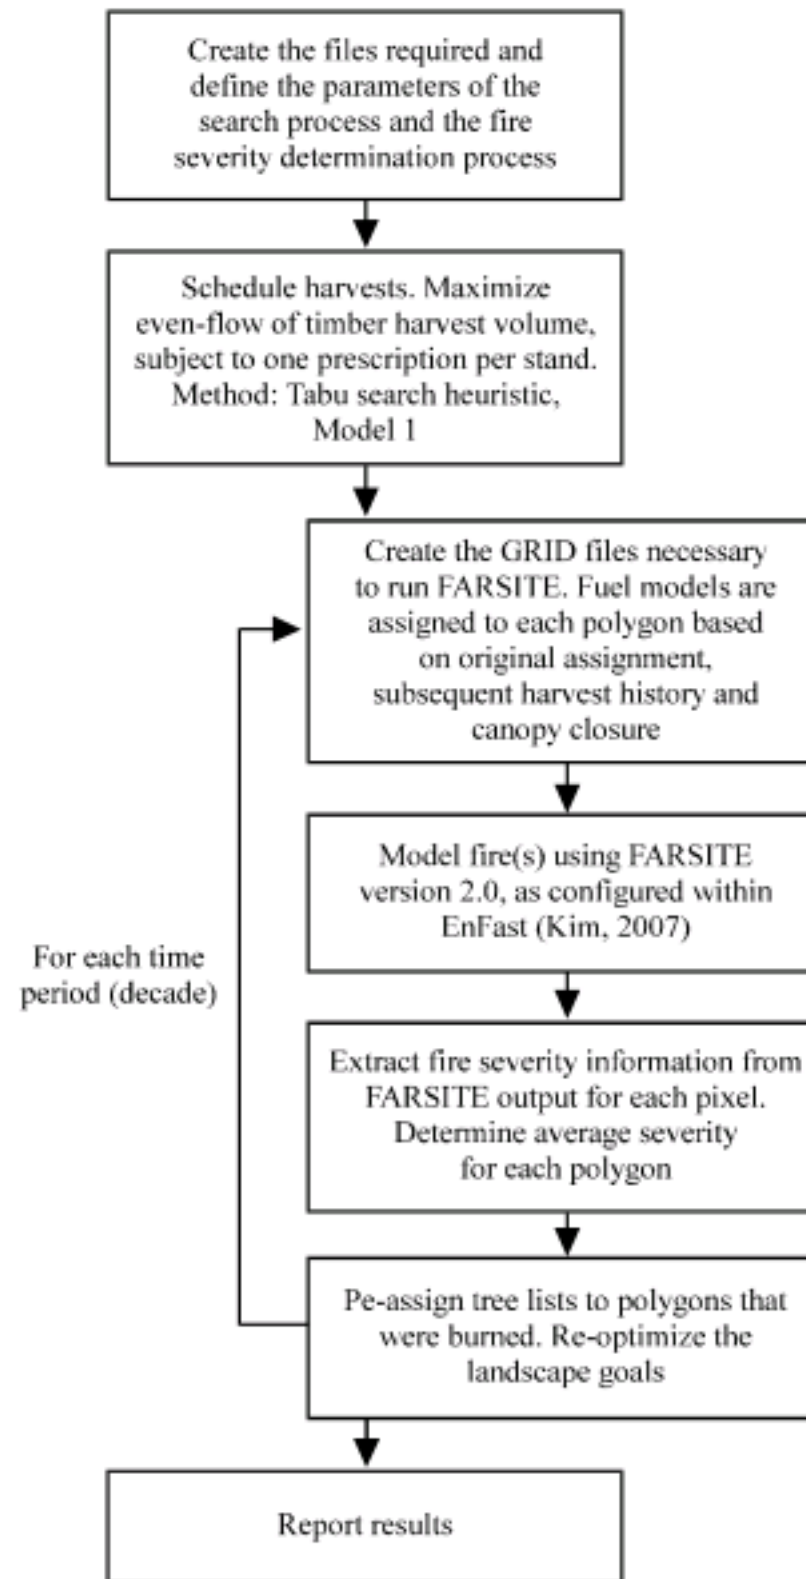 Create the files required and
define the parameters of the
search process and the fire
severity determination process
Schedule harvests. Maximize
even-flow of timber harvest volume,
subject to one prescription per stand.
Method: Tabu search heuristic,
Model 1
Create the GRID files necessary
to run FARSITE. Fuel models are
assigned to each polygon based
on original assignment,
subsequent harvest history and
canopy closure
Model fire(s) using FARSITE
version 2.0, as configured within
EnFast (Kim, 2007)
For each time
period (decade)
Extract fire severity information from
FARSITE output for each pixel.
Determine average severity
for each polygon
Pe-assign tree lists to polygons that
were burned. Re-optimize the
landscape goals
Report results